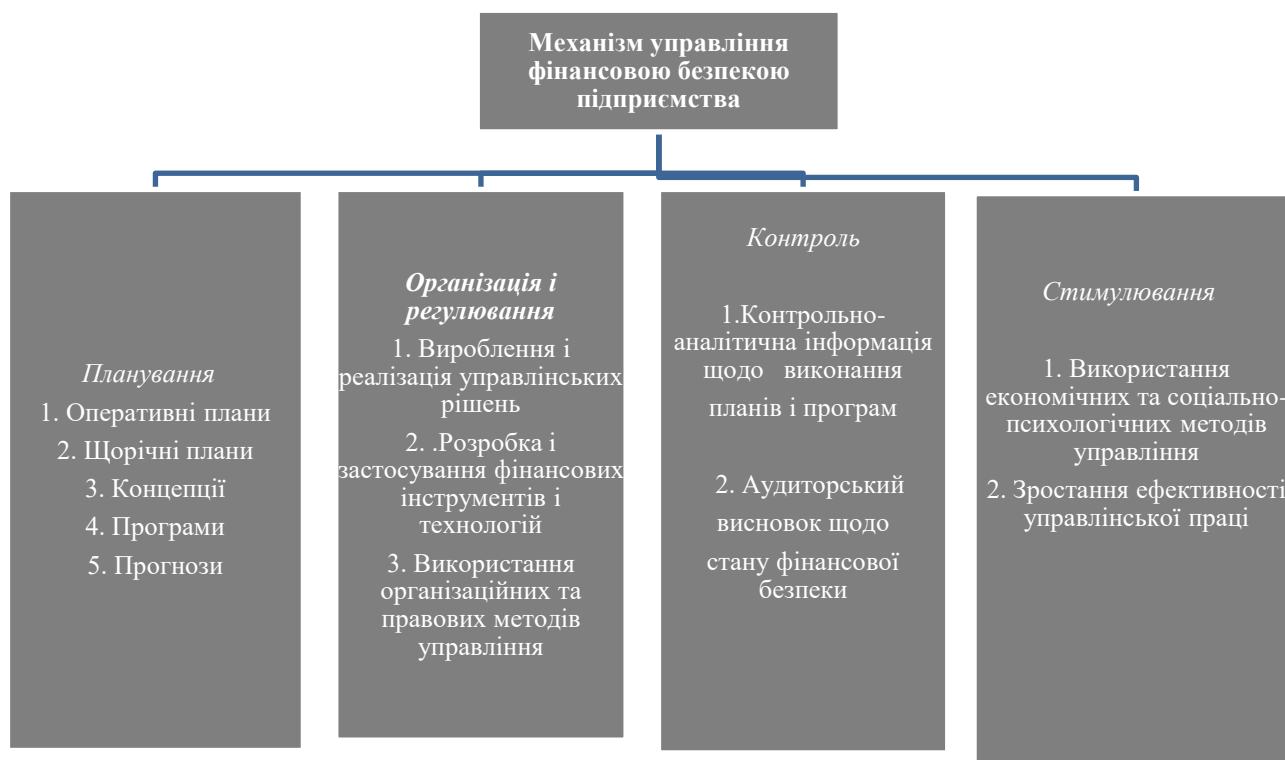 Механізм управління
фінансовою безпекою
підприємства
Планування
1. Оперативні плани
2. Щорічні плани
3. Концепції
4. Програми
5. Прогнози
Організація і
регулювання
1. Вироблення і
реалізація управлінських
рішень
2. .Розробка і
застосування фінансових
інструментів і
технологій
3. Використання
організаційних та
правових методів
управління
Контроль
1.Контрольно-
аналітична інформація
щодо виконання
планів і програм
2. Аудиторський
висновок щодо
стану фінансової
безпеки
Стимулювання
1. Використання
економічних та соціально-
психологічних методів
управління
2. Зростання ефективності
управлінської праці